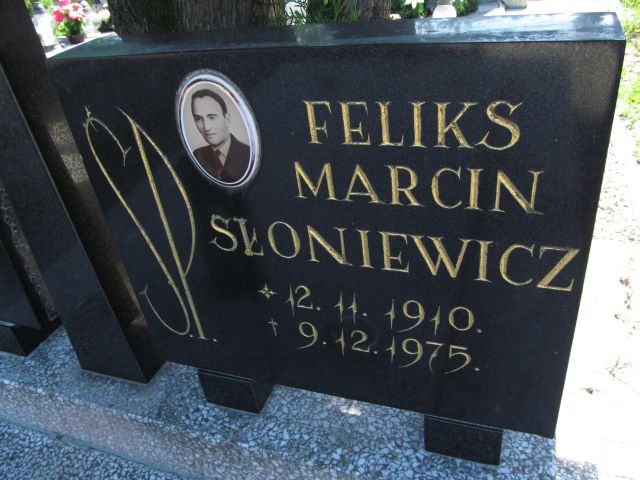 Ś.P.
FELIKS
MARCIN
SŁONIEWICZ
12. 11. 1910.
† 9. 12. 1975.